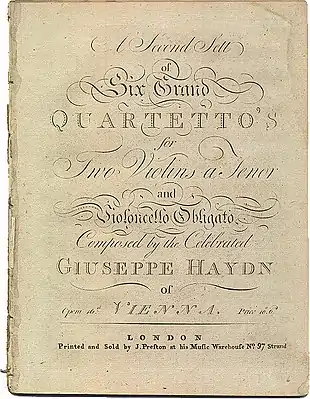 A Second Sett
of
Six Grand
QUARTETTO'S
for
Two Violins a Tenor
and
Violoncello Obligato
Composed by the Celebrated
GIUSEPPE HAYDN
of
Opera 16.ª VIENNA. Price 10.6.ᵈ
LONDON
Printed and Sold by J. Preſton at his Muſic Warehouſe Nº. 97 Strand